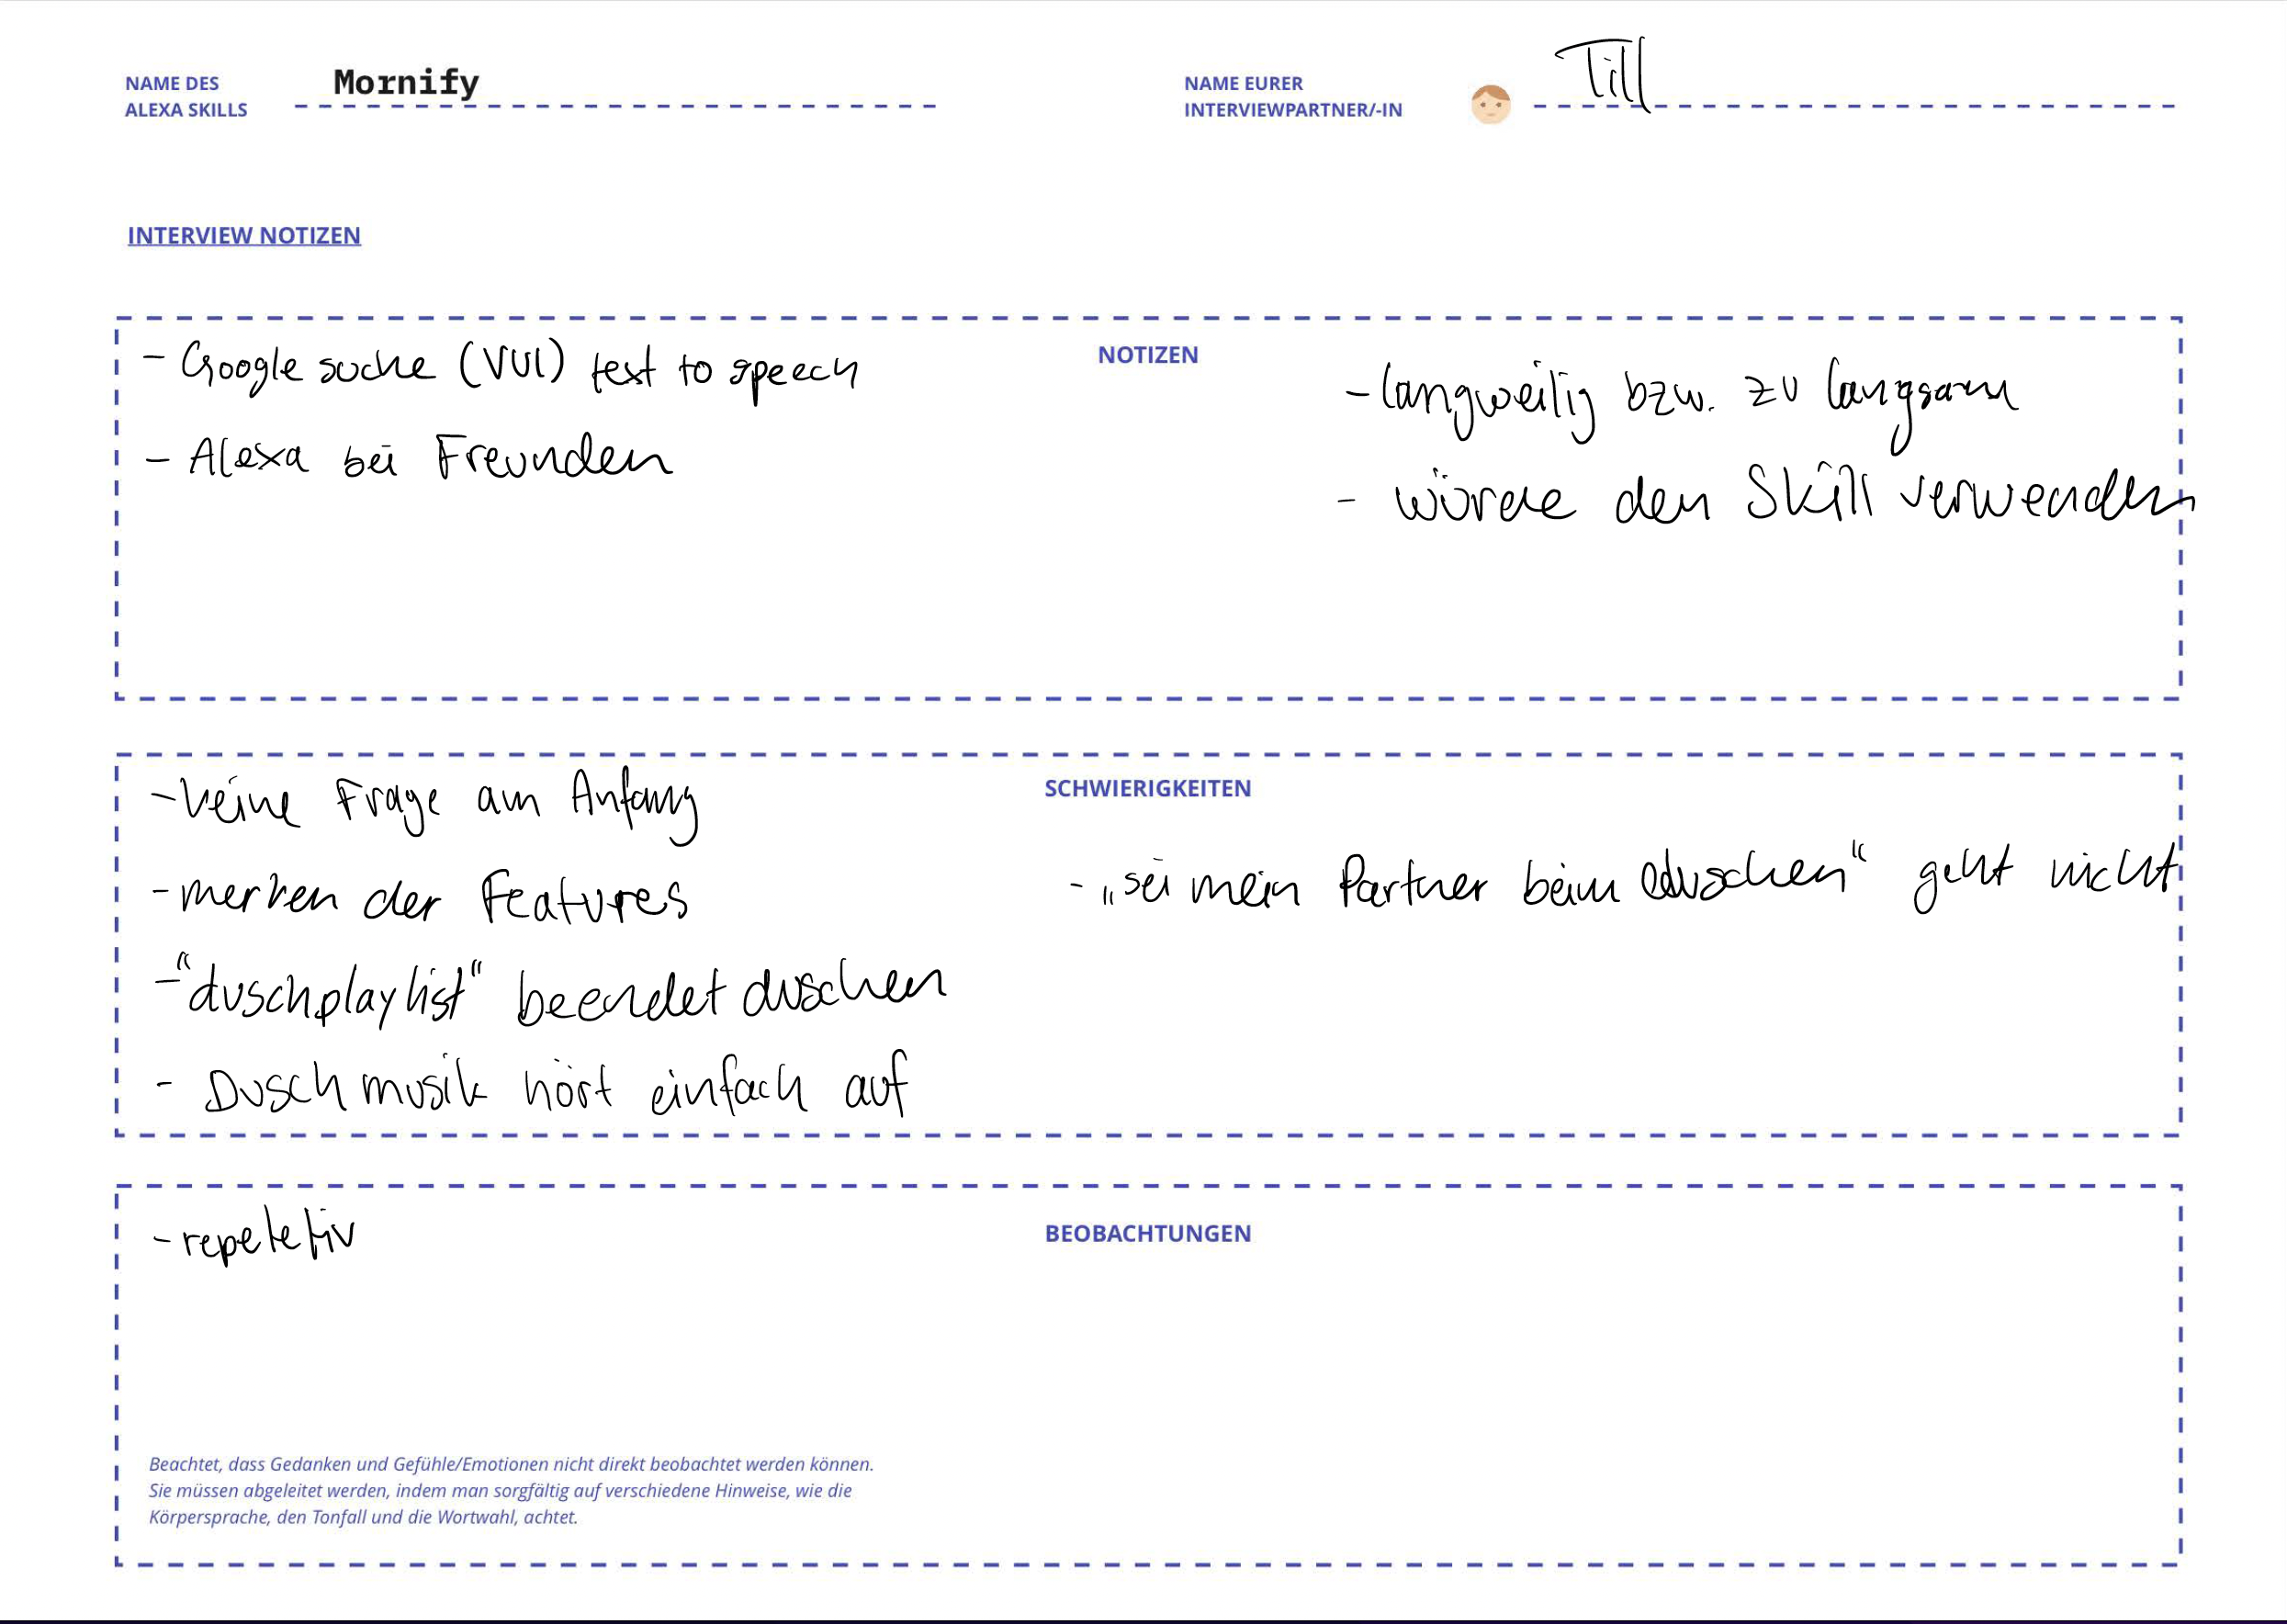 NAME DES
ALEXA SKILLS
Mornify
NAME EURER
INTERVIEWPARTNER/-IN
Till
INTERVIEW NOTIZEN
NOTIZEN
- Google suche (VUI) text to speech
- Alexa bei Freunden
- langweilig bzw. zu langsam
- würde den Skill verwenden
SCHWIERIGKEITEN
- keine Frage am Anfang
- merken der Features
- "duschplaylist" beendet duschen
- Duschmusik hört einfach auf
- „sei mein Partner beim duschen“ geht nicht
BEOBACHTUNGEN
- repetetiv
Beachtet, dass Gedanken und Gefühle/Emotionen nicht direkt beobachtet werden können.
Sie müssen abgeleitet werden, indem man sorgfältig auf verschiedene Hinweise, wie die
Körpersprache, den Tonfall und die Wortwahl, achtet.